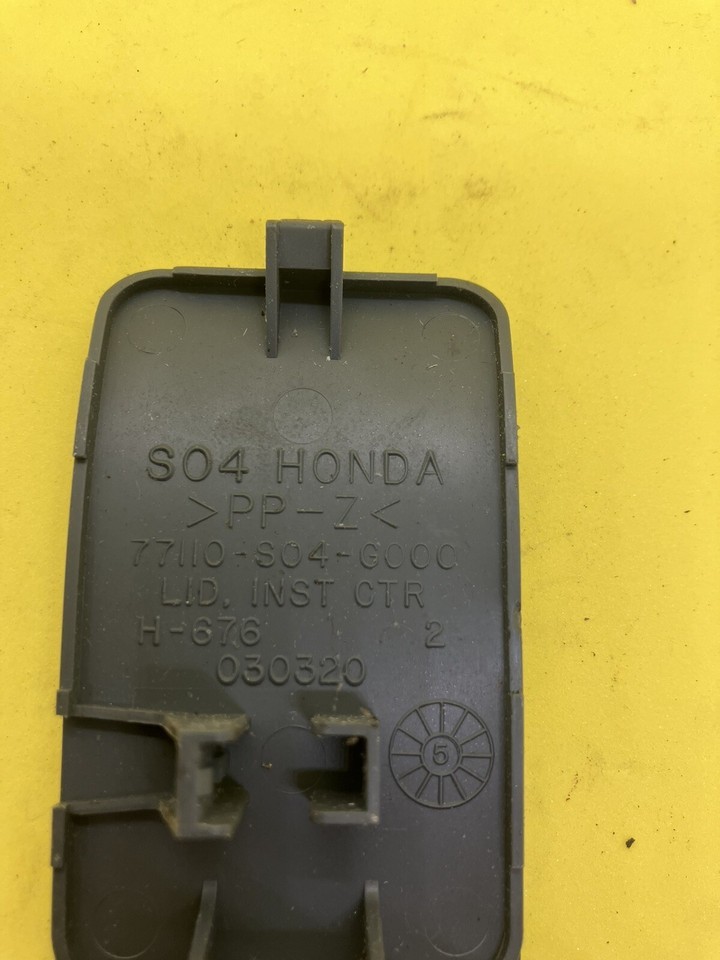 S04 HONDA
>PP-Z<
77110-S04-G000
LID, INST CTR
H-676 2
030320
5